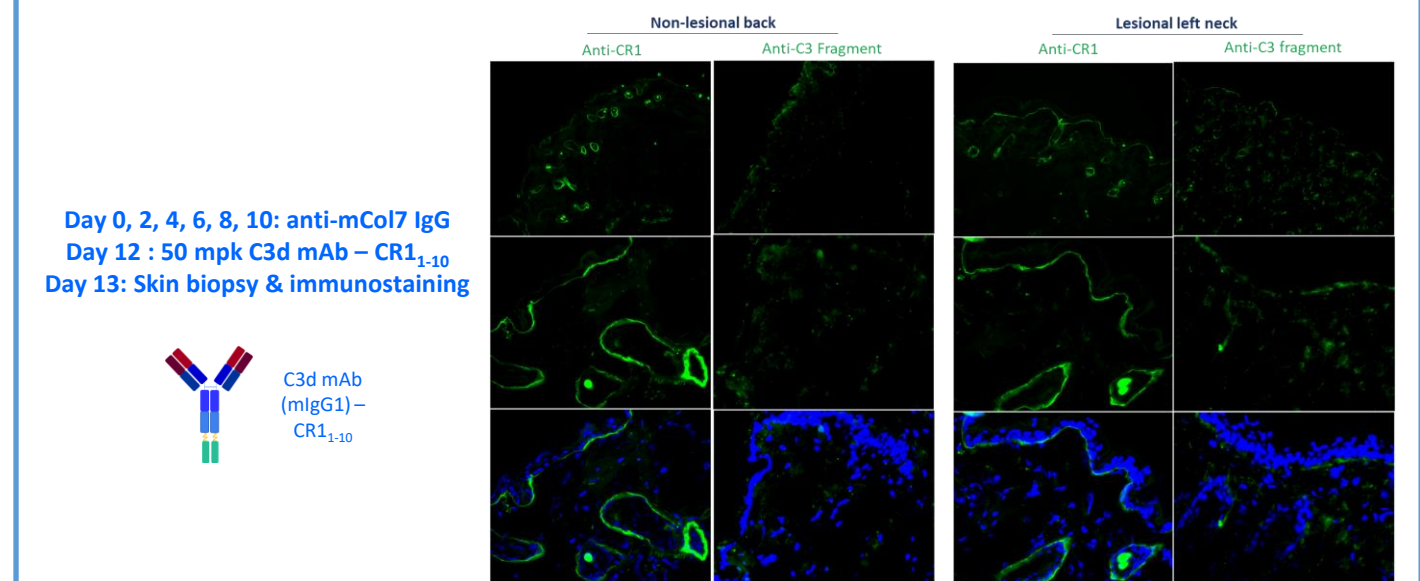 Non-lesional back
Lesional left neck
Anti-CR1
Anti-C3 Fragment
Anti-CR1
Anti-C3 fragment
Day 0, 2, 4, 6, 8, 10: anti-mCol7 IgG
Day 12 : 50 mpk C3d mAb – CR1₁₋₁₀
Day 13: Skin biopsy & immunostaining
C3d mAb
(mIgG1) –
CR1₁₋₁₀